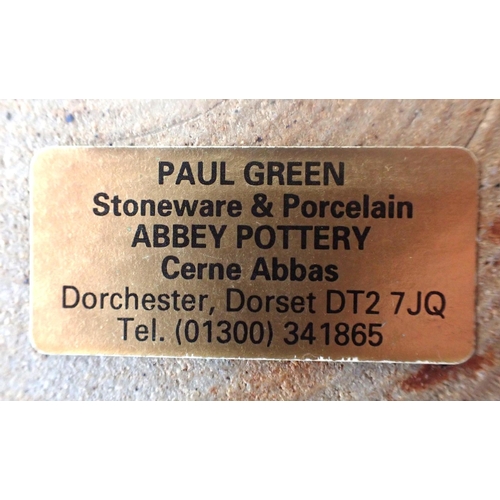 PAUL GREEN
Stoneware & Porcelain
ABBEY POTTERY
Cerne Abbas
Dorchester, Dorset DT2 7JQ
Tel. (01300) 341865